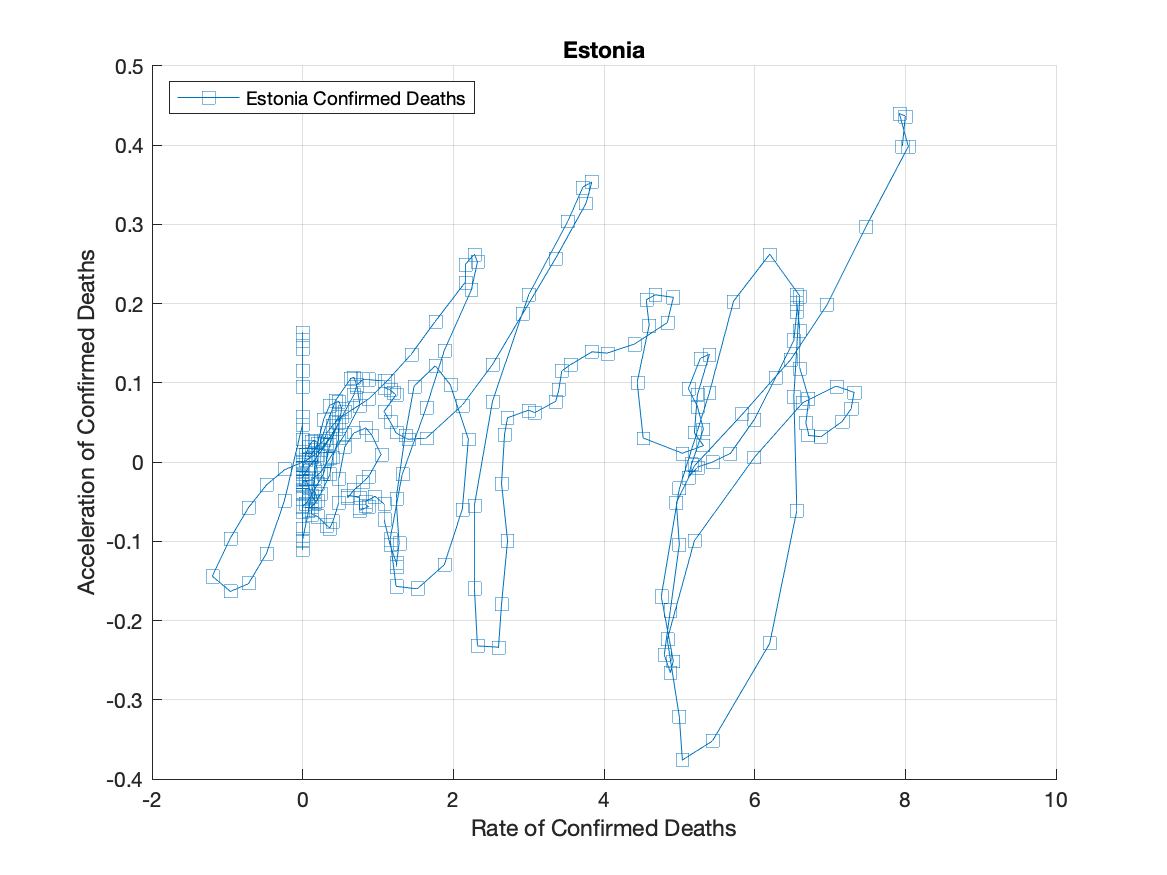 Estonia
0.5
Estonia Confirmed Deaths
0.4
0.3
0.2
0.1
0
-0.1
-0.2
-0.3
-0.4
Acceleration of Confirmed Deaths
-2 0 2 4 6 8 10
Rate of Confirmed Deaths